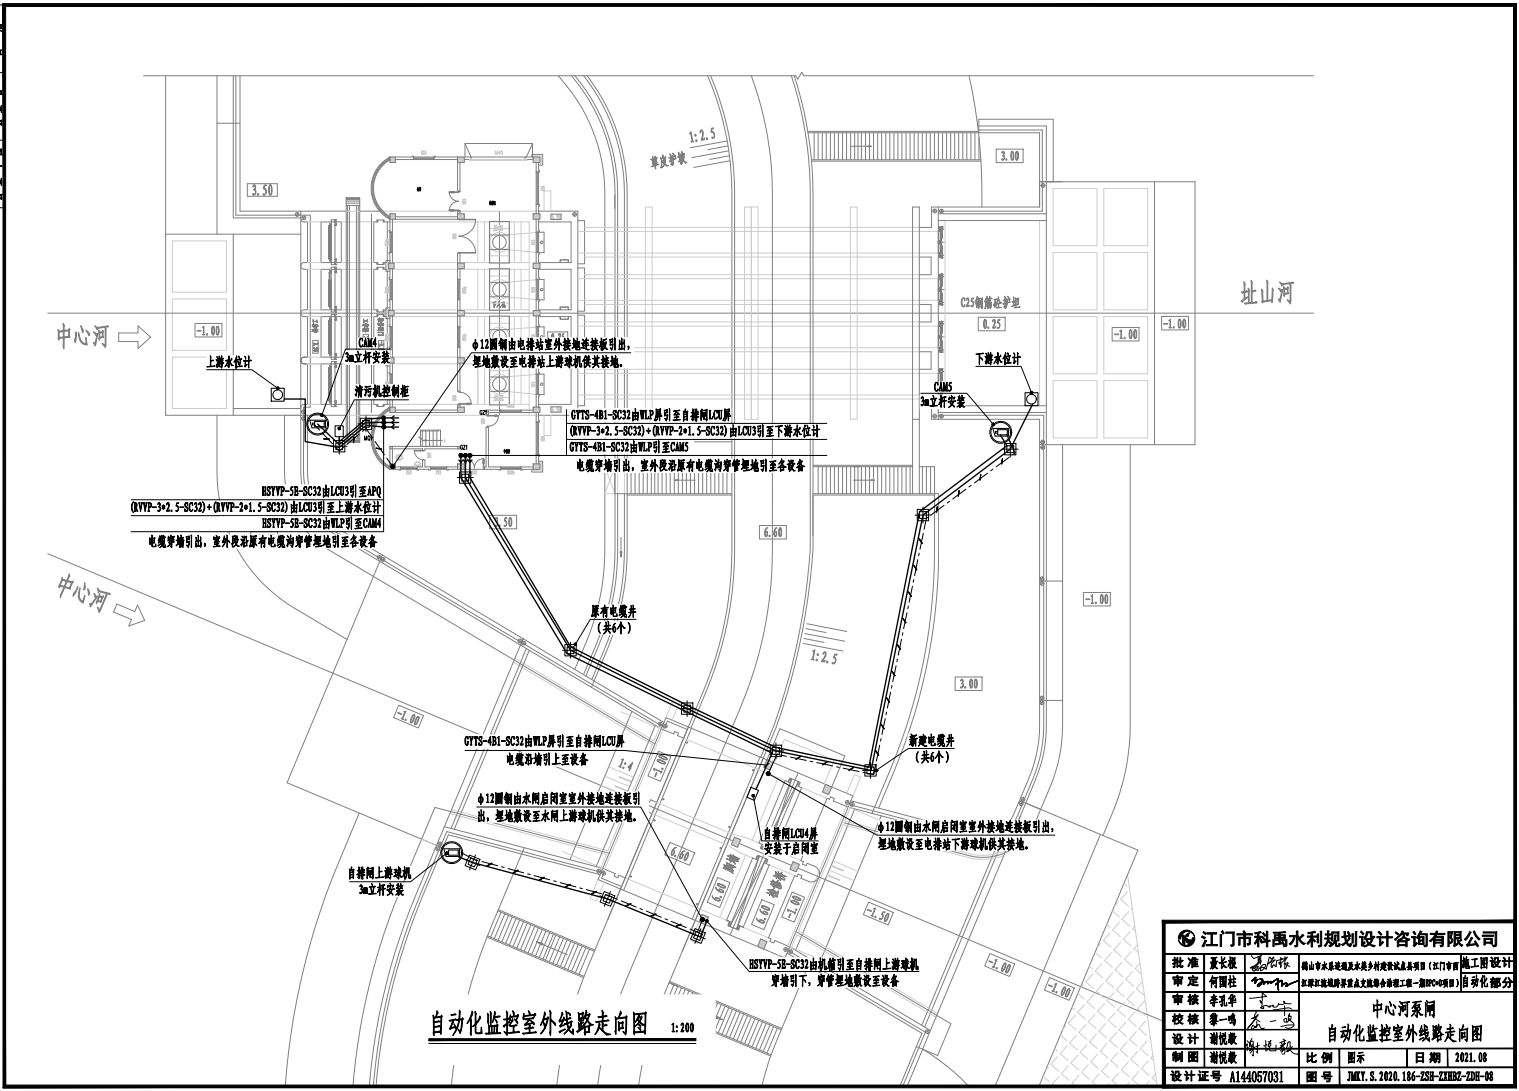 1:2.5
草皮护坡
3.00
3.50
中心河
-1.00
C25钢筋砼护坦
0.25
址山河
-1.00
-1.00
上游水位计
CAM4
3m立杆安装
清污机控制柜
φ12圆钢由电排站室外接地连接板引出，
埋地敷设至电排站上游球机供其接地。
下游水位计
CAM5
3m立杆安装
GYTS-4B1-SC32由WLP屏引至自排闸LCU屏
(RVVP-3*2.5-SC32)+(RVVP-2*1.5-SC32)由LCU3引至下游水位计
GYTS-4B1-SC32由WLP引至CAM5
电缆穿墙引出，室外段沿原有电缆沟穿管埋地引至各设备
HSYVP-5E-SC32由LCU3引至APQ
(RVVP-3*2.5-SC32)+(RVVP-2*1.5-SC32)由LCU3引至上游水位计
HSYVP-5E-SC32由WLP引至CAM4
电缆穿墙引出，室外段沿原有电缆沟穿管埋地引至各设备
3.50
6.60
中心河
原有电缆井
（共6个）
-1.00
1:2.5
3.00
-1.00
GYTS-4B1-SC32由WLP屏引至自排闸LCU屏
电缆沿墙引上至设备
1:4
-1.00
新建电缆井
（共6个）
φ12圆钢由水闸启闭室室外接地连接板引
出，埋地敷设至水闸上游球机供其接地。
自排闸LCU4屏
安装于启闭室
φ12圆钢由水闸启闭室室外接地连接板引出，
埋地敷设至电排站下游球机供其接地。
自排闸上游球机
3m立杆安装
6.60
6.60
胸墙
6.60
检修桥
-1.00
-1.50
-1.00
-1.00
HSYVP-5E-SC32由机箱引至自排闸上游球机
穿墙引下，穿管埋地敷设至设备
自动化监控室外线路走向图 1:200
江门市科禹水利规划设计咨询有限公司
批 准 聂长根
审 定 何国柱
审 核 李孔华
校 核 黎一鸣
设 计 谢悦毅
制 图 谢悦毅
鹤山市水系连通及水美乡村建设试点县项目（江门市西
江潭江流域跨界重点支流综合治理工程一期EPC+O项目）
施工图设计
自动化部分
中心河泵闸
自动化监控室外线路走向图
比 例 图示 日 期 2021.08
设计证号 A144057031 图 号 JMKY.S.2020.186-ZSH-ZXHBZ-ZDH-08